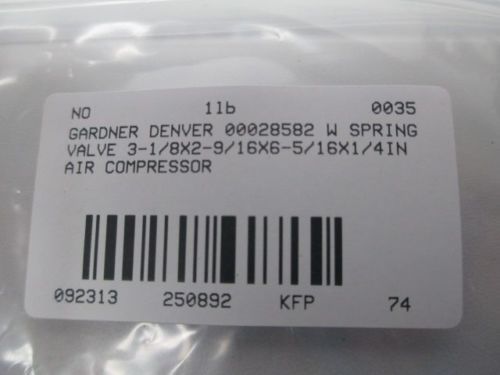 NO 1lb 0035
GARDNER DENVER 00028582 W SPRING
VALVE 3-1/8X2-9/16X6-5/16X1/4IN
AIR COMPRESSOR
092313 250892 KFP 74